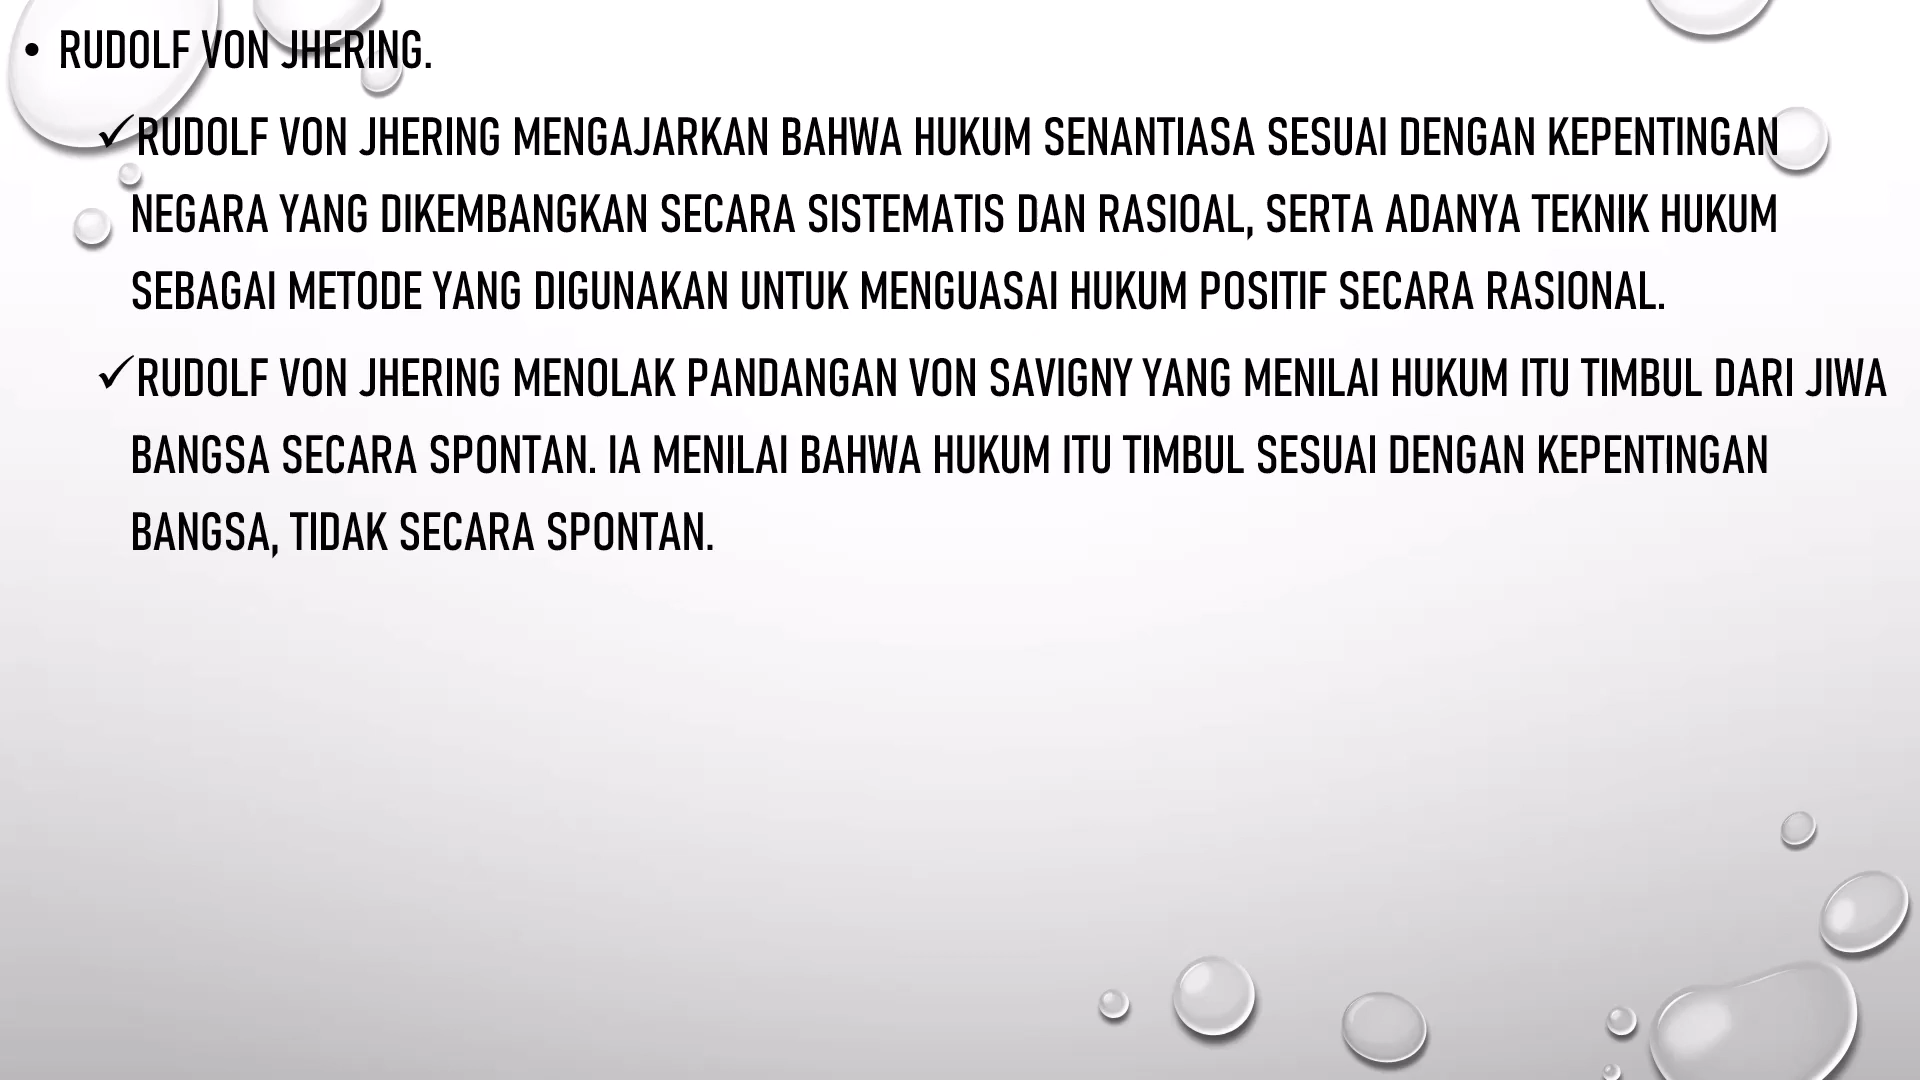 • RUDOLF VON JHERING.
✓RUDOLF VON JHERING MENGAJARKAN BAHWA HUKUM SENANTIASA SESUAI DENGAN KEPENTINGAN
NEGARA YANG DIKEMBANGKAN SECARA SISTEMATIS DAN RASIOAL, SERTA ADANYA TEKNIK HUKUM
SEBAGAI METODE YANG DIGUNAKAN UNTUK MENGUASAI HUKUM POSITIF SECARA RASIONAL.
✓RUDOLF VON JHERING MENOLAK PANDANGAN VON SAVIGNY YANG MENILAI HUKUM ITU TIMBUL DARI JIWA
BANGSA SECARA SPONTAN. IA MENILAI BAHWA HUKUM ITU TIMBUL SESUAI DENGAN KEPENTINGAN
BANGSA, TIDAK SECARA SPONTAN.